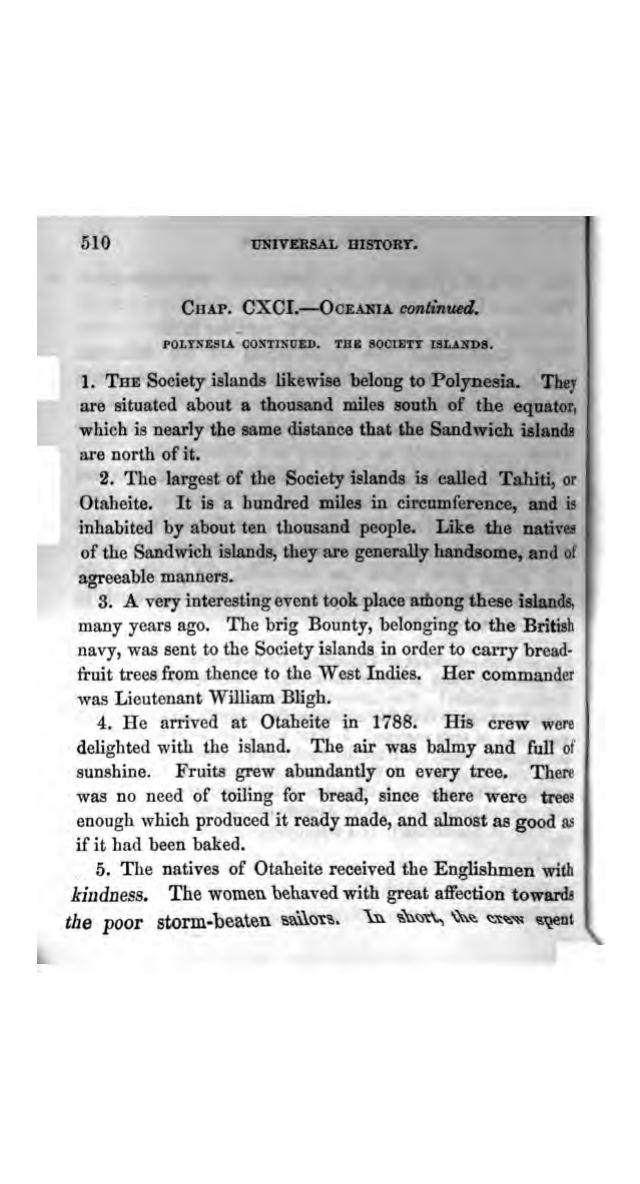 510 UNIVERSAL HISTORY.
CHAP. CXCI.—OCEANIA continued.
POLYNESIA CONTINUED. THE SOCIETY ISLANDS.
1. THE Society islands likewise belong to Polynesia. They
are situated about a thousand miles south of the equator,
which is nearly the same distance that the Sandwich islands
are north of it.
2. The largest of the Society islands is called Tahiti, or
Otaheite. It is a hundred miles in circumference, and is
inhabited by about ten thousand people. Like the natives
of the Sandwich islands, they are generally handsome, and of
agreeable manners.
3. A very interesting event took place among these islands,
many years ago. The brig Bounty, belonging to the British
navy, was sent to the Society islands in order to carry bread-
fruit trees from thence to the West Indies. Her commander
was Lieutenant William Bligh.
4. He arrived at Otaheite in 1788. His crew were
delighted with the island. The air was balmy and full of
sunshine. Fruits grew abundantly on every tree. There
was no need of toiling for bread, since there were trees
enough which produced it ready made, and almost as good as
if it had been baked.
5. The natives of Otaheite received the Englishmen with
kindness. The women behaved with great affection towards
the poor storm-beaten sailors. In short, the crew spent